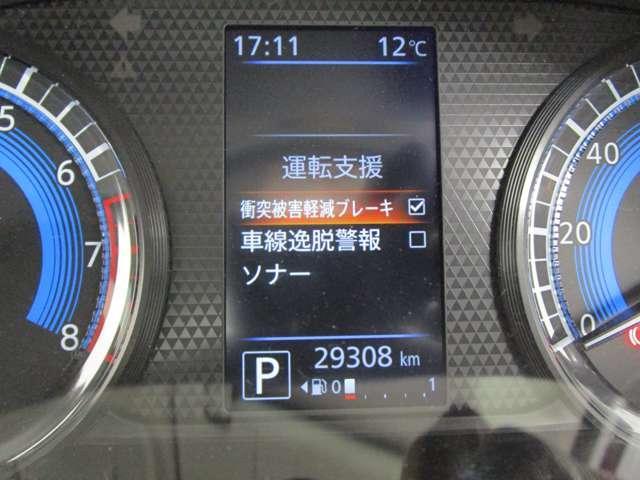 17:11 12℃
運転支援
衝突被害軽減ブレーキ
車線逸脱警報
ソナー
P 29308 km
0 1
5
6
7
8
40
20
0